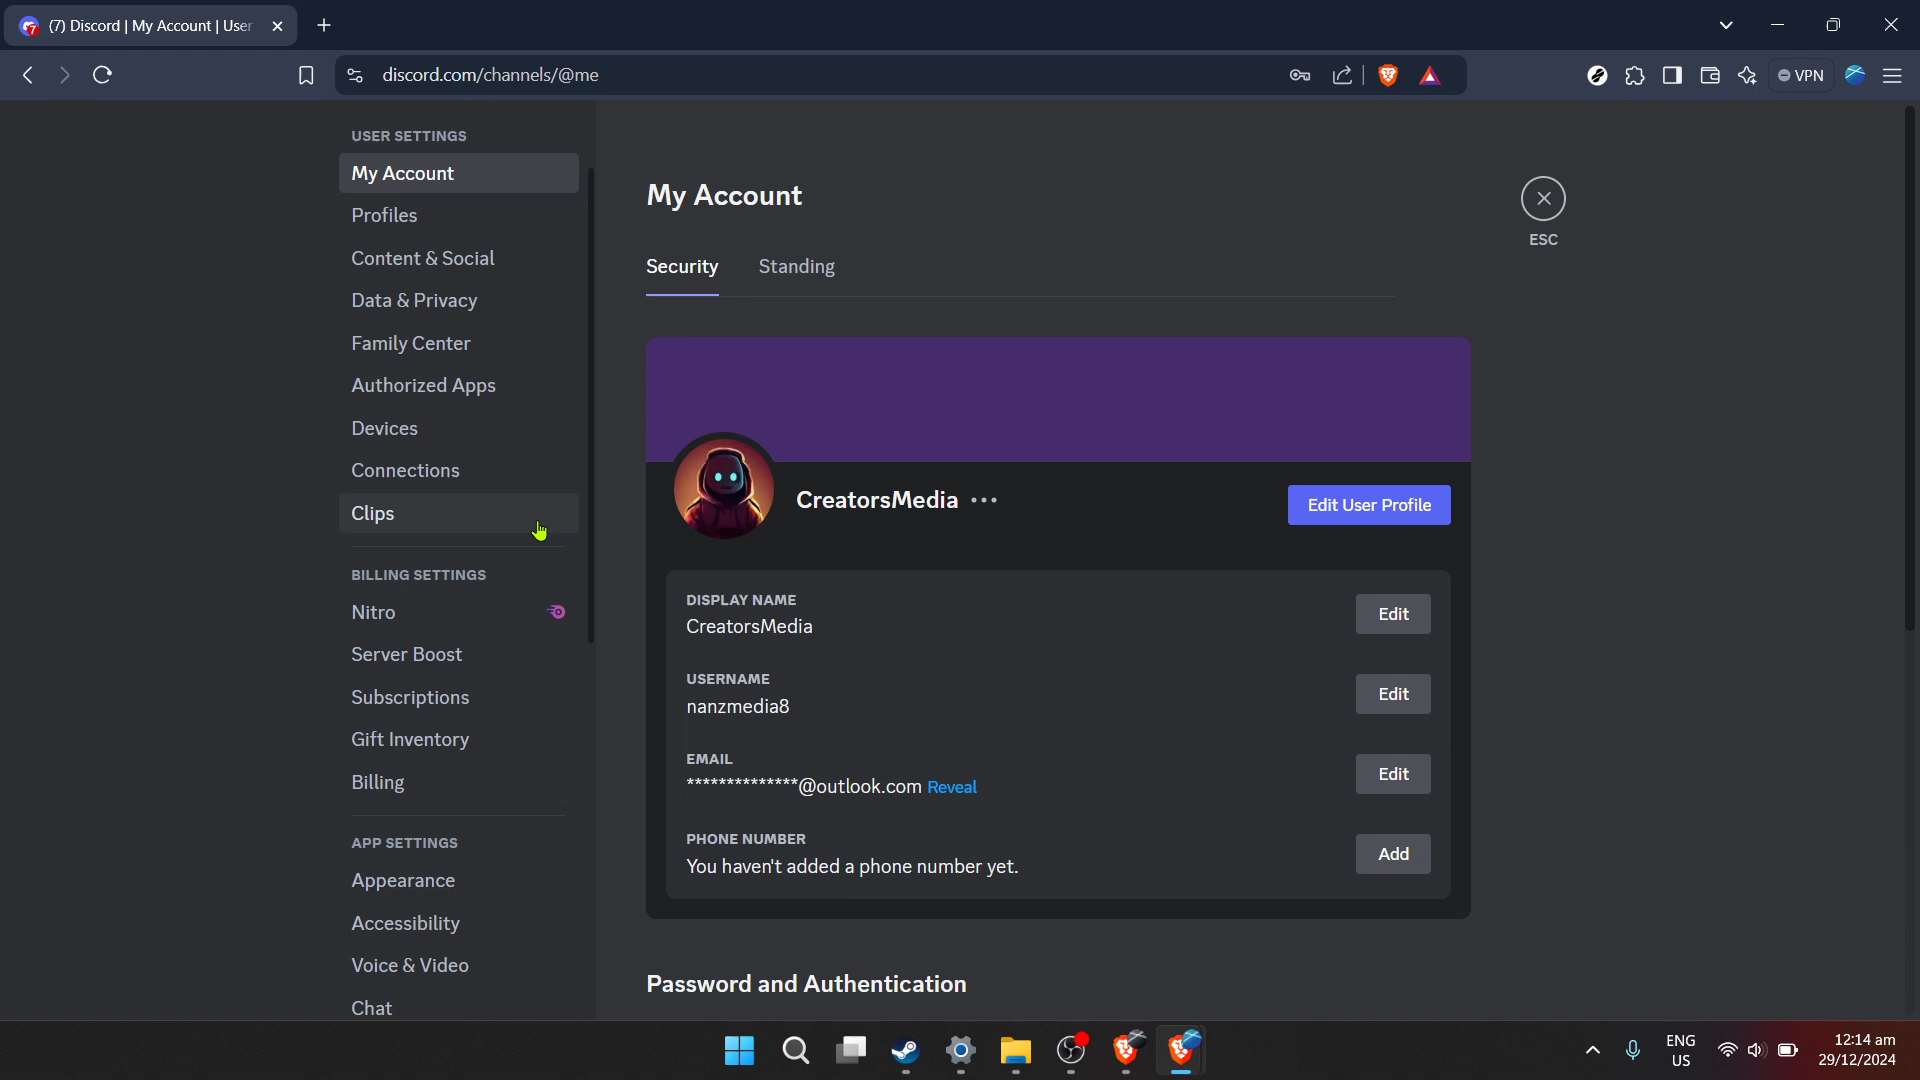 (7) Discord | My Account | User
discord.com/channels/@me
VPN
USER SETTINGS
My Account
Profiles
Content & Social
Data & Privacy
Family Center
Authorized Apps
Devices
Connections
Clips
BILLING SETTINGS
Nitro
Server Boost
Subscriptions
Gift Inventory
Billing
APP SETTINGS
Appearance
Accessibility
Voice & Video
Chat
My Account
ESC
Security Standing
CreatorsMedia
Edit User Profile
DISPLAY NAME
CreatorsMedia
Edit
USERNAME
nanzmedia8
Edit
EMAIL
**************@outlook.com Reveal
Edit
PHONE NUMBER
You haven't added a phone number yet.
Add
Password and Authentication
ENG
US
12:14 am
29/12/2024